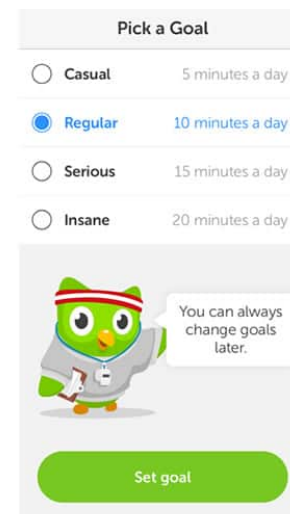 Pick a Goal
Casual 5 minutes a day
Regular 10 minutes a day
Serious 15 minutes a day
Insane 20 minutes a day
You can always
change goals
later.
Set goal